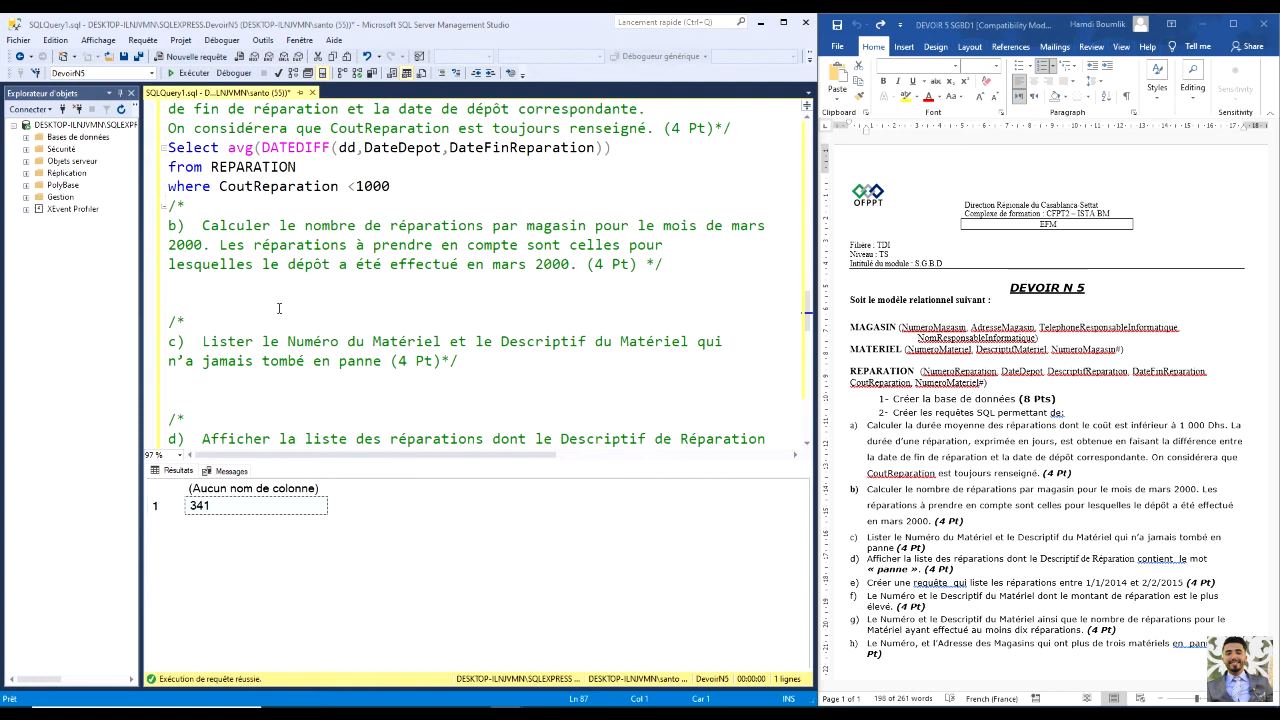 SQLQuery1.sql - DESKTOP-ILNJVMN\SQLEXPRESS.DevoirN5 (DESKTOP-ILNJVMN\santo (55))* - Microsoft SQL Server Management Studio
Lancement rapide (Ctrl+Q)
Fichier Edition Affichage Requête Projet Déboguer Outils Fenêtre Aide
Nouvelle requête
Débogueur générique
DevoirN5
Exécuter Déboguer
Explorateur d'objets
Connecter
DESKTOP-ILNJVMN\SQLEXP
Bases de données
Sécurité
Objets serveur
Réplication
PolyBase
Gestion
XEvent Profiler
SQLQuery1.sql - D...LNJVMN\santo (55))*
de fin de réparation et la date de dépôt correspondante.
On considérera que CoutReparation est toujours renseigné. (4 Pt)*/
Select avg(DATEDIFF(dd,DateDepot,DateFinReparation))
from REPARATION
where CoutReparation <1000
/*
b) Calculer le nombre de réparations par magasin pour le mois de mars
2000. Les réparations à prendre en compte sont celles pour
lesquelles le dépôt a été effectué en mars 2000. (4 Pt) */
/*
c) Lister le Numéro du Matériel et le Descriptif du Matériel qui
n'a jamais tombé en panne (4 Pt)*/
/*
d) Afficher la liste des réparations dont le Descriptif de Réparation
97 %
Résultats Messages
(Aucun nom de colonne)
1 341
Exécution de requête réussie.
DESKTOP-ILNJVMN\SQLEXPRESS ... DESKTOP-ILNJVMN\santo ... DevoirN5 00:00:00 1 lignes
Prêt Ln 87 Col 1 Car 1 INS
DEVOIR 5 SGBD1 [Compatibility Mod...
Hamdi Boumlik
File Home Insert Design Layout References Mailings Review View Help Tell me Share
Paste
Styles
Editing
Sensitivity
Clipboard Font Paragraph Sensitivity
OFPPT
Direction Régionale du Casablanca-Settat
Complexe de formation : CFPT2 – ISTA BM
EFM
Filière : TDI
Niveau : TS
Intitulé du module : S.G.B.D
DEVOIR N 5
Soit le modèle relationnel suivant :
MAGASIN (NumeroMagasin, AdresseMagasin, TelephoneResponsableInformatique,
NomResponsableInformatique)
MATERIEL (NumeroMateriel, DescriptifMateriel, NumeroMagasin#)
REPARATION (NumeroReparation, DateDepot, DescriptifReparation, DateFinReparation,
CoutReparation, NumeroMateriel#)
1- Créer la base de données (8 Pts)
2- Créer les requêtes SQL permettant de:
a) Calculer la durée moyenne des réparations dont le coût est inférieur à 1 000 Dhs. La
durée d'une réparation, exprimée en jours, est obtenue en faisant la différence entre
la date de fin de réparation et la date de dépôt correspondante. On considérera que
CoutReparation est toujours renseigné. (4 Pt)
b) Calculer le nombre de réparations par magasin pour le mois de mars 2000. Les
réparations à prendre en compte sont celles pour lesquelles le dépôt a été effectué
en mars 2000. (4 Pt)
c) Lister le Numéro du Matériel et le Descriptif du Matériel qui n'a jamais tombé en
panne (4 Pt)
d) Afficher la liste des réparations dont le Descriptif de Réparation contient le mot
« panne ». (4 Pt)
e) Créer une requête qui liste les réparations entre 1/1/2014 et 2/2/2015 (4 Pt)
f) Le Numéro et le Descriptif du Matériel dont le montant de réparation est le plus
élevé. (4 Pt)
g) Le Numéro et le Descriptif du Matériel ainsi que le nombre de réparations pour le
Matériel ayant effectué au moins dix réparations. (4 Pt)
h) Le Numéro, et l'Adresse des Magasins qui ont plus de trois matériels en
Pt)
Page 1 of 1 198 of 261 words French (France)